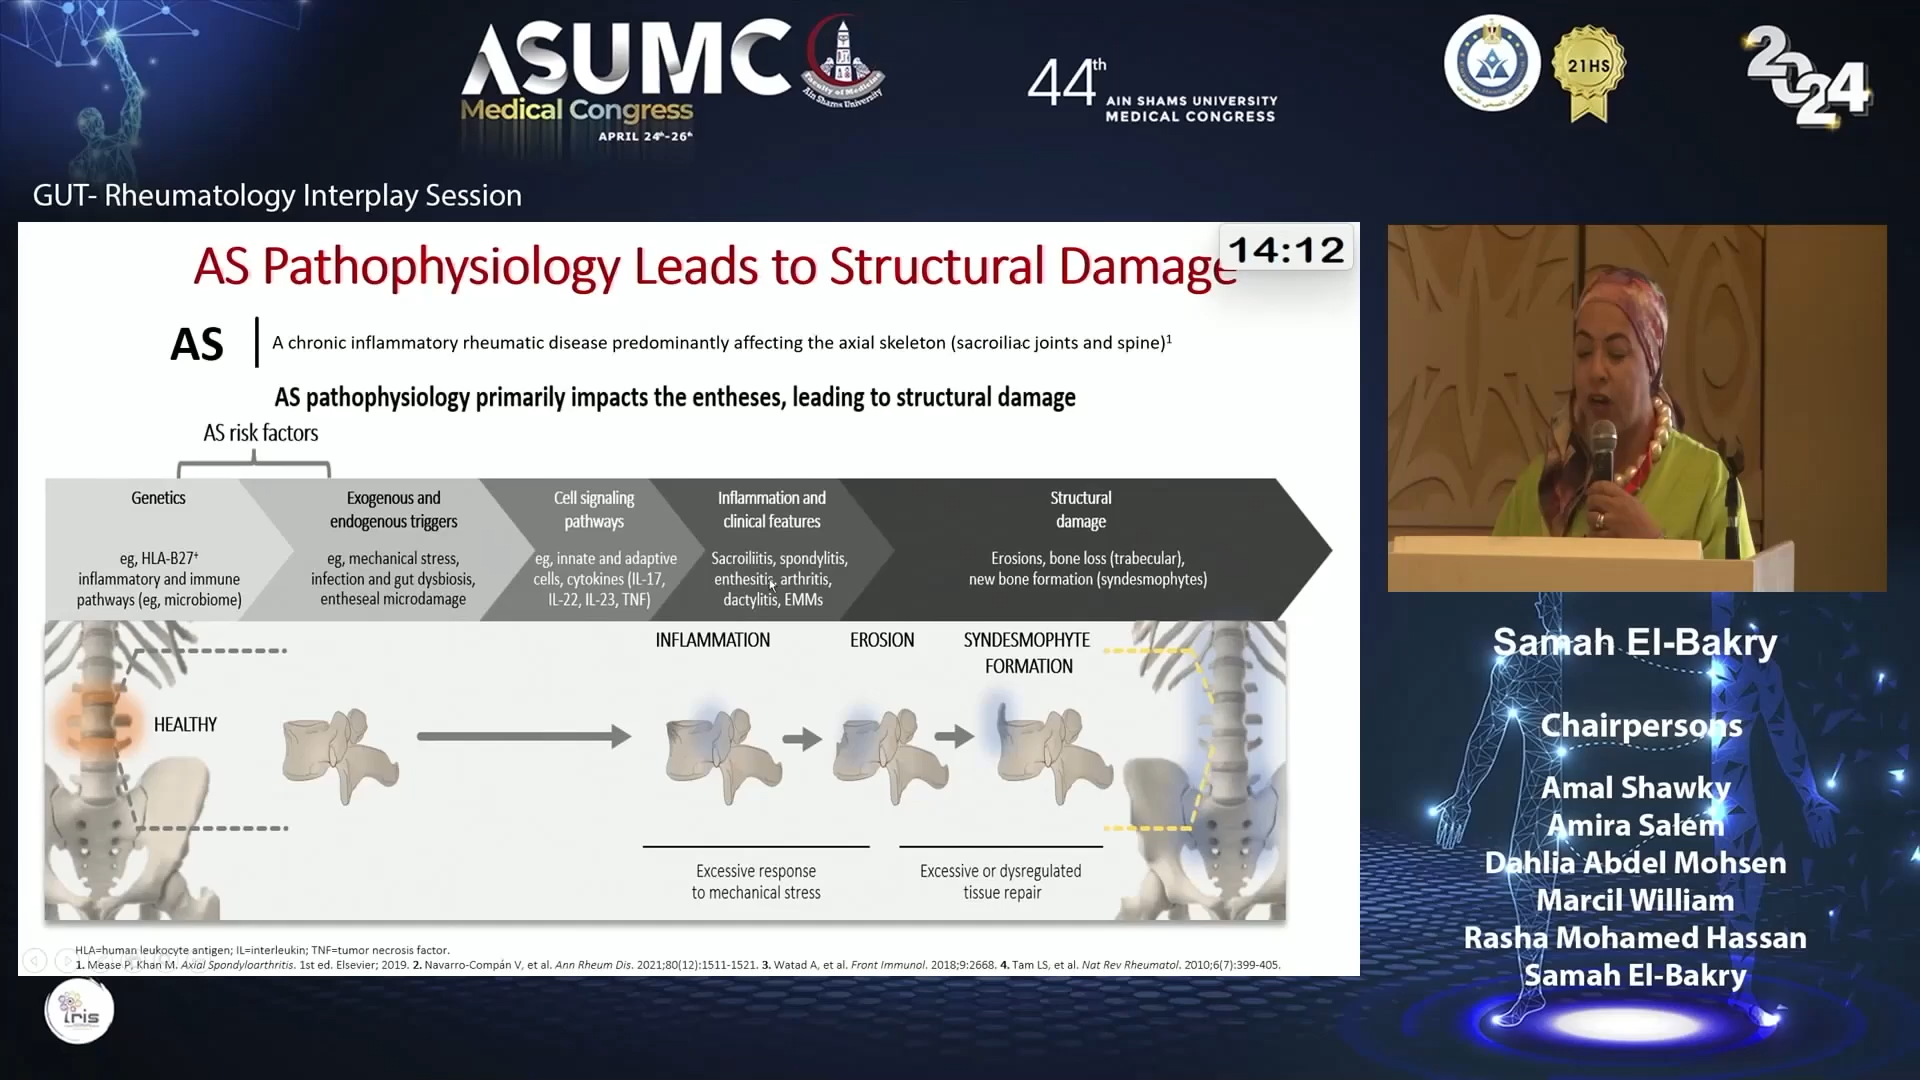 ASUMC
Medical Congress
APRIL 24th-26th
Faculty of Medicine
Ain Shams University
44th
AIN SHAMS UNIVERSITY
MEDICAL CONGRESS
21HS
2024
GUT- Rheumatology Interplay Session
AS Pathophysiology Leads to Structural Damage
14:12
AS
A chronic inflammatory rheumatic disease predominantly affecting the axial skeleton (sacroiliac joints and spine)1
AS pathophysiology primarily impacts the entheses, leading to structural damage
AS risk factors
Genetics
eg, HLA-B27+
inflammatory and immune
pathways (eg, microbiome)
Exogenous and
endogenous triggers
eg, mechanical stress,
infection and gut dysbiosis,
entheseal microdamage
Cell signaling
pathways
eg, innate and adaptive
cells, cytokines (IL-17,
IL-22, IL-23, TNF)
Inflammation and
clinical features
Sacroiliitis, spondylitis,
enthesitis, arthritis,
dactylitis, EMMs
Structural
damage
Erosions, bone loss (trabecular),
new bone formation (syndesmophytes)
HEALTHY
INFLAMMATION
EROSION
SYNDESMOPHYTE
FORMATION
Excessive response
to mechanical stress
Excessive or dysregulated
tissue repair
HLA=human leukocyte antigen; IL=interleukin; TNF=tumor necrosis factor.
1. Mease P, Khan M. Axial Spondyloarthritis. 1st ed. Elsevier; 2019. 2. Navarro-Compán V, et al. Ann Rheum Dis. 2021;80(12):1511-1521. 3. Watad A, et al. Front Immunol. 2018;9:2668. 4. Tam LS, et al. Nat Rev Rheumatol. 2010;6(7):399-405.
iris
Samah El-Bakry
Chairpersons
Amal Shawky
Amira Salem
Dahlia Abdel Mohsen
Marcil William
Rasha Mohamed Hassan
Samah El-Bakry